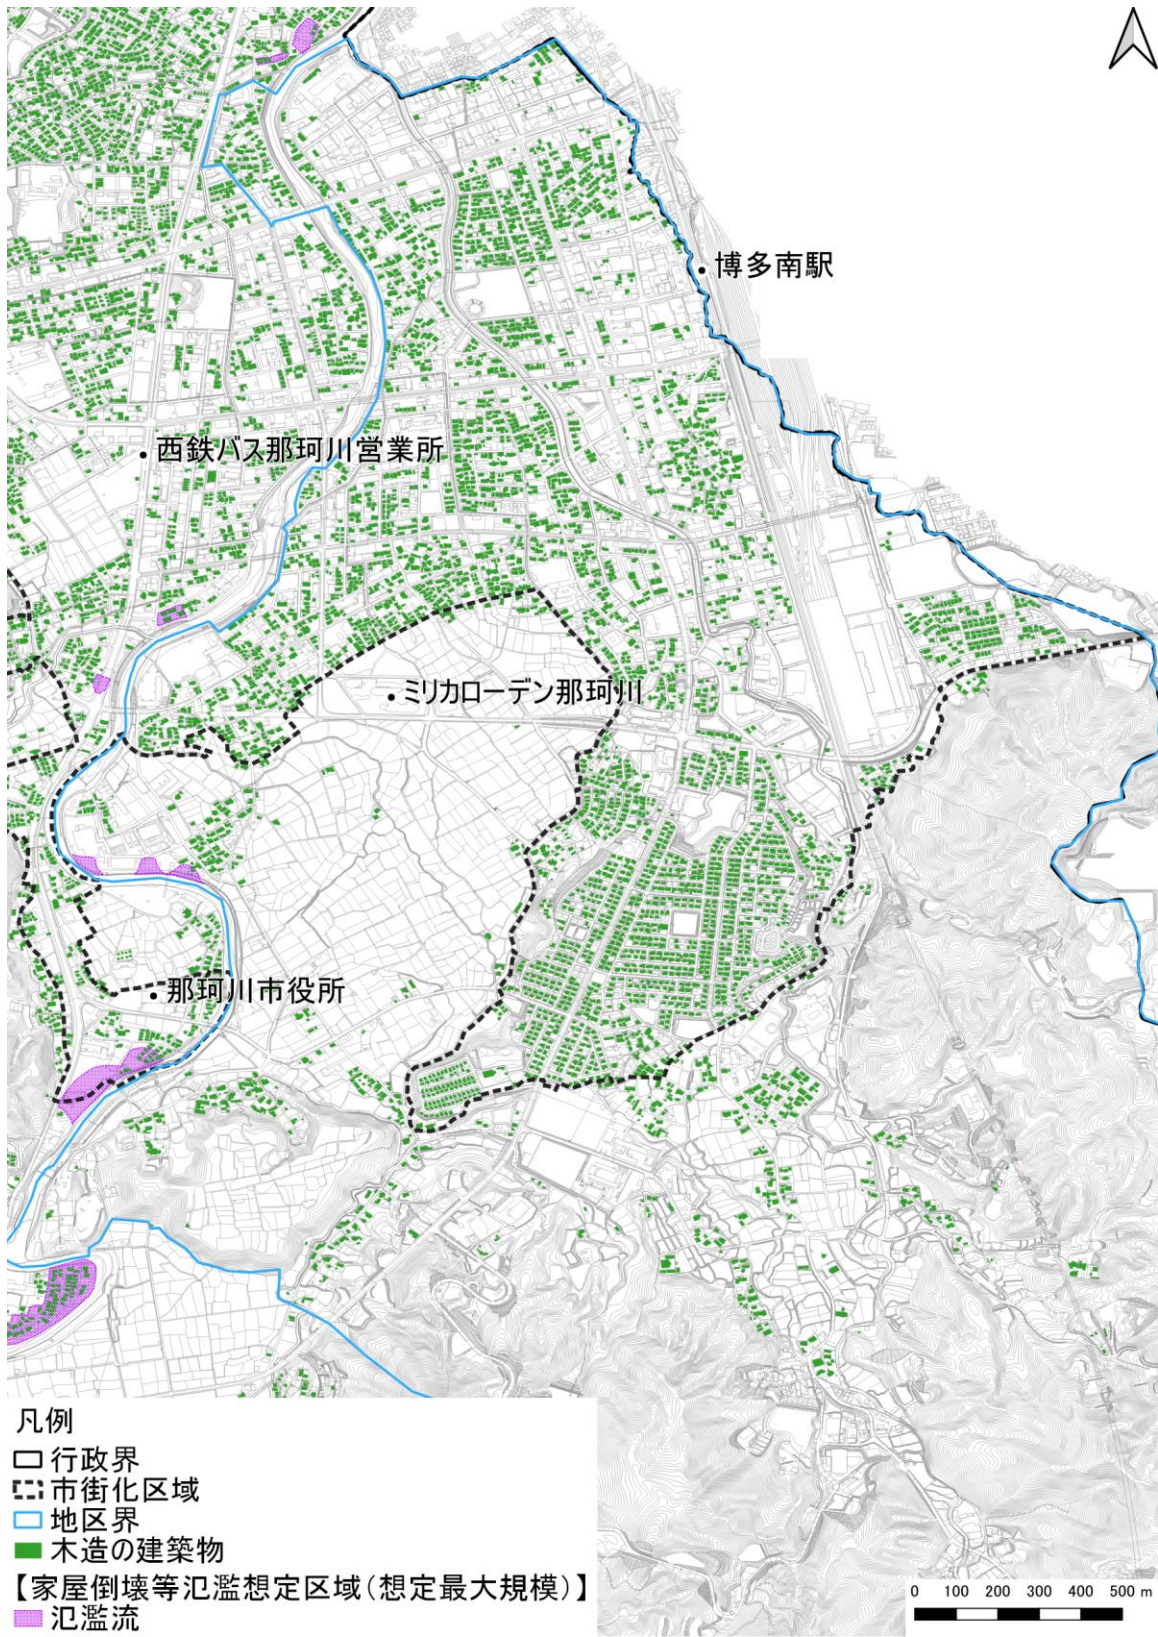 博多南駅
西鉄バス那珂川営業所
ミリカローデン那珂川
那珂川市役所
凡例
行政界
市街化区域
地区界
木造の建築物
【家屋倒壊等氾濫想定区域（想定最大規模）】
氾濫流
0 100 200 300 400 500 m